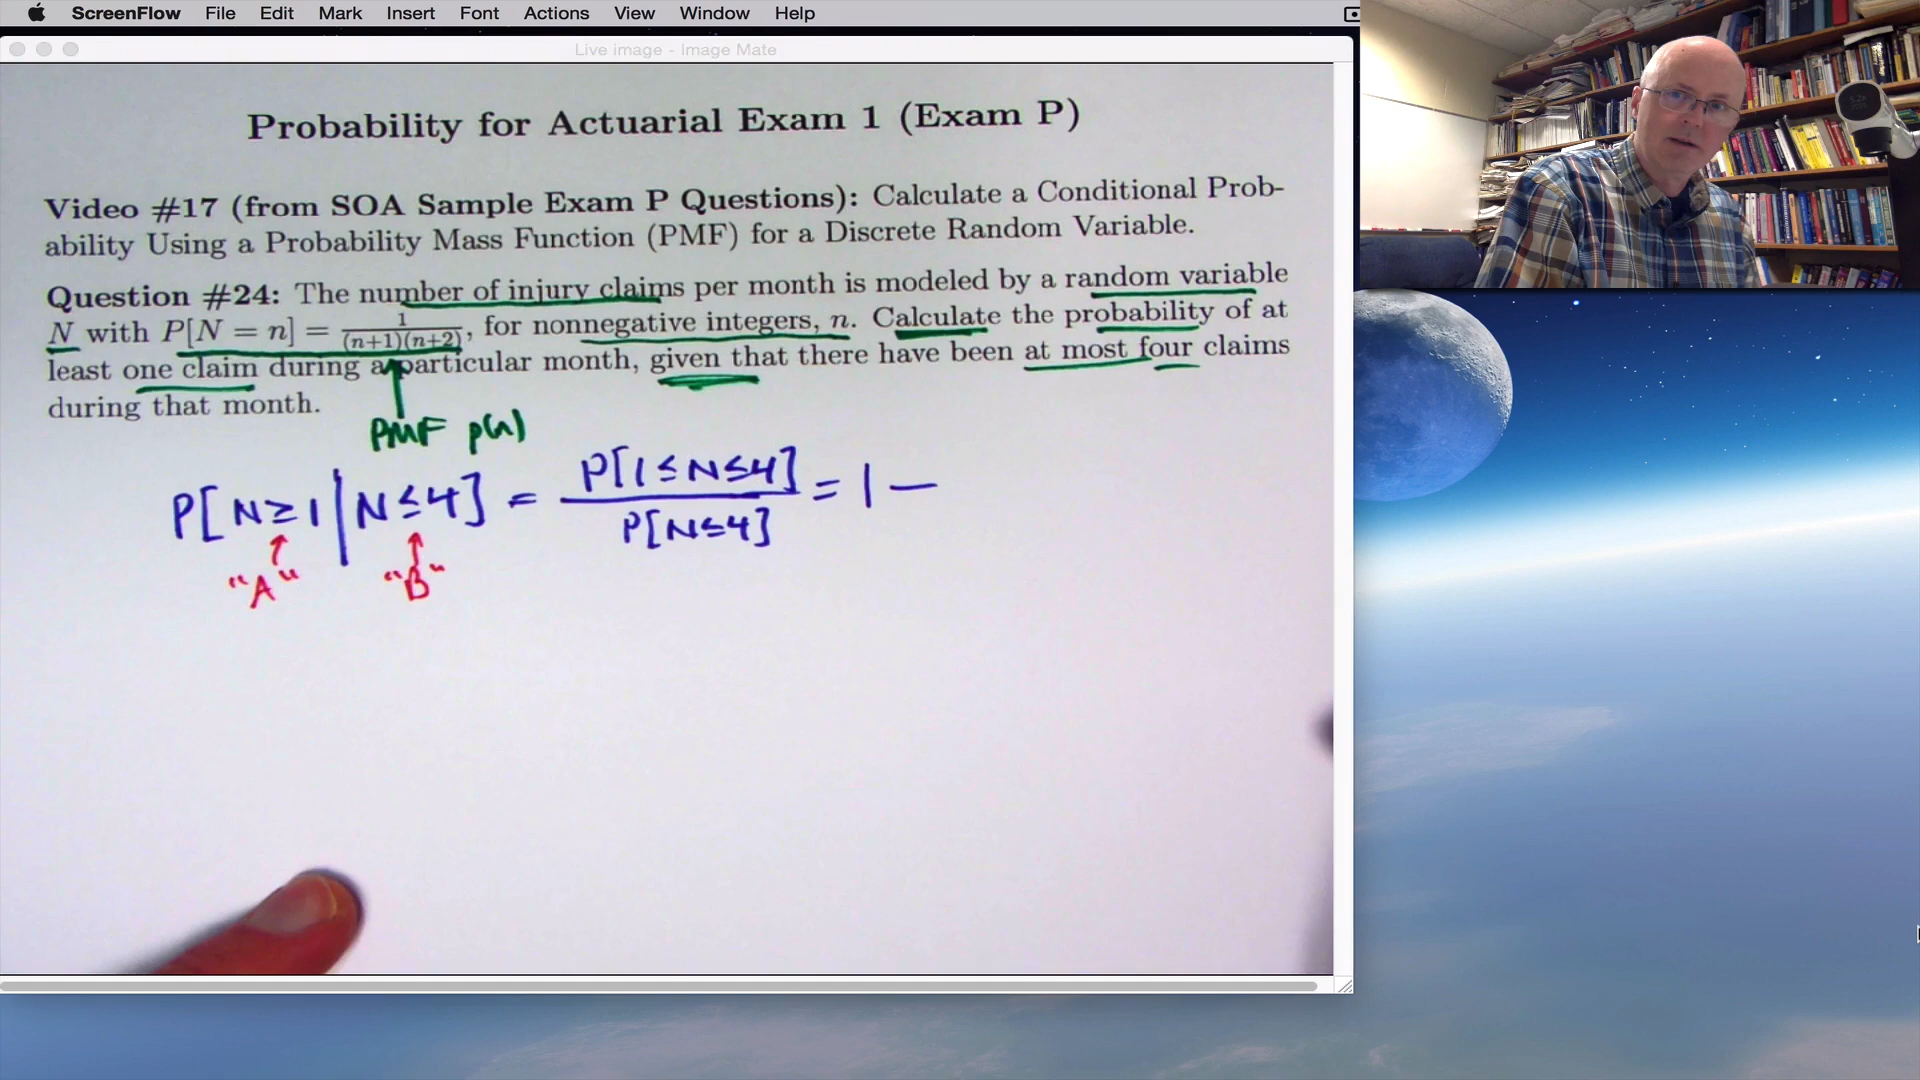 ScreenFlow File Edit Mark Insert Font Actions View Window Help
Live image - Image Mate
Probability for Actuarial Exam 1 (Exam P)
Video #17 (from SOA Sample Exam P Questions): Calculate a Conditional Prob-
ability Using a Probability Mass Function (PMF) for a Discrete Random Variable.
Question #24: The number of injury claims per month is modeled by a random variable
N with P[N = n] = 1/((n+1)(n+2)), for nonnegative integers, n. Calculate the probability of at
least one claim during a particular month, given that there have been at most four claims
during that month.
PMF p(n)
P[N≥1|N≤4] = P[1≤N≤4]/P[N≤4] = 1 —
"A" "B"